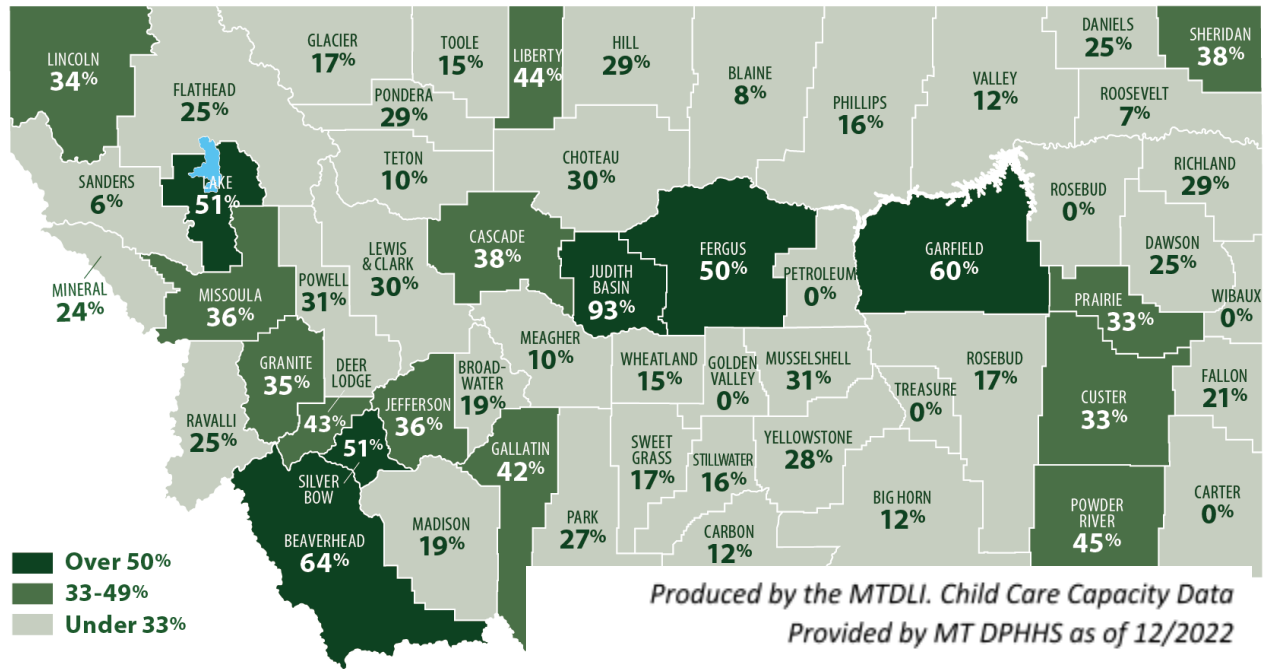 LINCOLN
34%
FLATHEAD
25%
GLACIER
17%
TOOLE
15%
LIBERTY
44%
HILL
29%
BLAINE
8%
PHILLIPS
16%
VALLEY
12%
DANIELS
25%
SHERIDAN
38%
ROOSEVELT
7%
PONDERA
29%
TETON
10%
CHOTEAU
30%
SANDERS
6%
LAKE
51%
ROSEBUD
0%
RICHLAND
29%
MINERAL
24%
MISSOULA
36%
POWELL
31%
LEWIS
& CLARK
30%
CASCADE
38%
JUDITH
BASIN
93%
FERGUS
50%
PETROLEUM
0%
GARFIELD
60%
DAWSON
25%
PRAIRIE
33%
WIBAUX
0%
GRANITE
35%
DEER
LODGE
43%
MEAGHER
10%
BROAD-
WATER
19%
JEFFERSON
36%
WHEATLAND
15%
GOLDEN
VALLEY
0%
MUSSELSHELL
31%
TREASURE
0%
ROSEBUD
17%
CUSTER
33%
FALLON
21%
RAVALLI
25%
51%
SILVER
BOW
GALLATIN
42%
SWEET
GRASS
17%
STILLWATER
16%
YELLOWSTONE
28%
BIG HORN
12%
POWDER
RIVER
45%
CARTER
0%
BEAVERHEAD
64%
MADISON
19%
PARK
27%
CARBON
12%
Over 50%
33-49%
Under 33%
Produced by the MTDLI. Child Care Capacity Data
Provided by MT DPHHS as of 12/2022